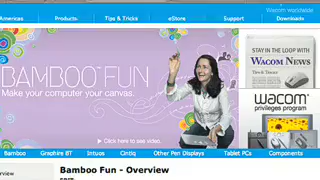 Wacom Worldwide
Americas Products Tips & Tricks eStore Support Downloads
BAMBOO FUN
Make your computer your canvas.
Click here to see video.
STAY IN THE LOOP WITH
WACOM NEWS
wacom
privileges program
Bamboo Graphire BT Intuos Cintiq Other Pen Displays Tablet PCs Components
Bamboo Fun - Overview